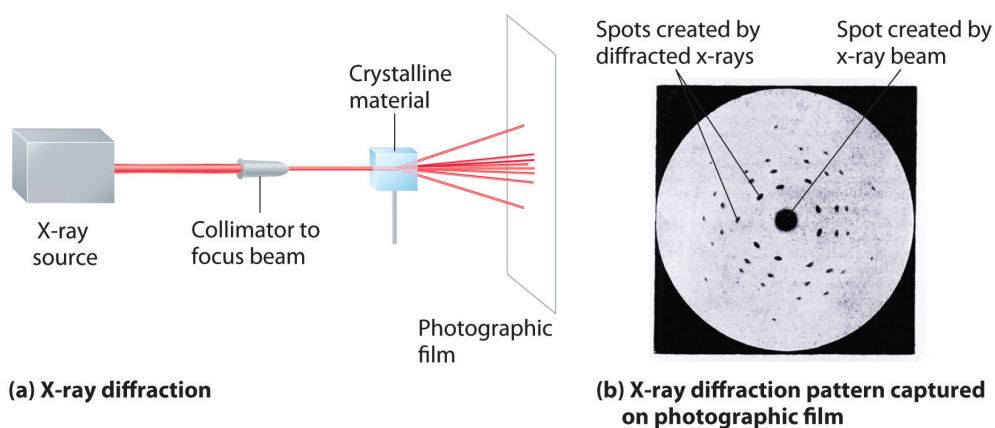 Crystalline
material
X-ray
source
Collimator to
focus beam
Photographic
film
(a) X-ray diffraction
Spots created by
diffracted x-rays
Spot created by
x-ray beam
(b) X-ray diffraction pattern captured
on photographic film